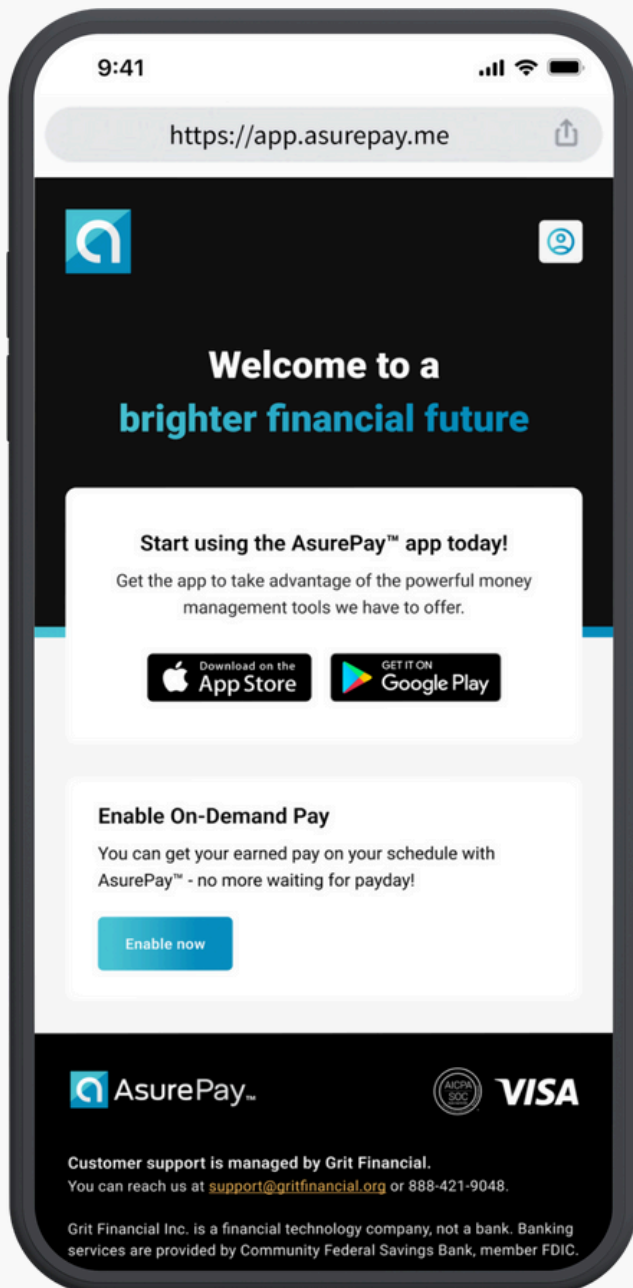 9:41
https://app.asurepay.me
Welcome to a
brighter financial future
Start using the AsurePay™ app today!
Get the app to take advantage of the powerful money
management tools we have to offer.
Download on the
App Store
GET IT ON
Google Play
Enable On-Demand Pay
You can get your earned pay on your schedule with
AsurePay™ - no more waiting for payday!
Enable now
AsurePay™
AICPA
SOC
VISA
Customer support is managed by Grit Financial.
You can reach us at support@gritfinancial.org or 888-421-9048.
Grit Financial Inc. is a financial technology company, not a bank. Banking
services are provided by Community Federal Savings Bank, member FDIC.